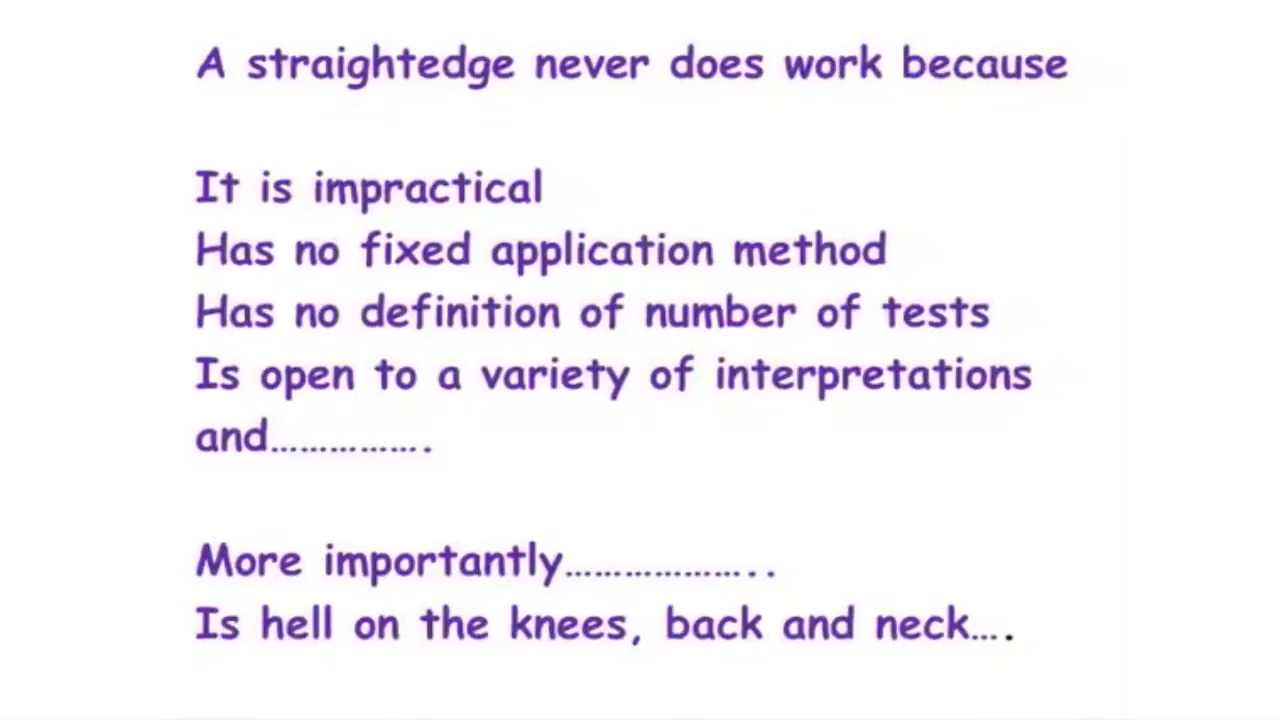 A straightedge never does work because
It is impractical
Has no fixed application method
Has no definition of number of tests
Is open to a variety of interpretations
and…………….
More importantly………………..
Is hell on the knees, back and neck….